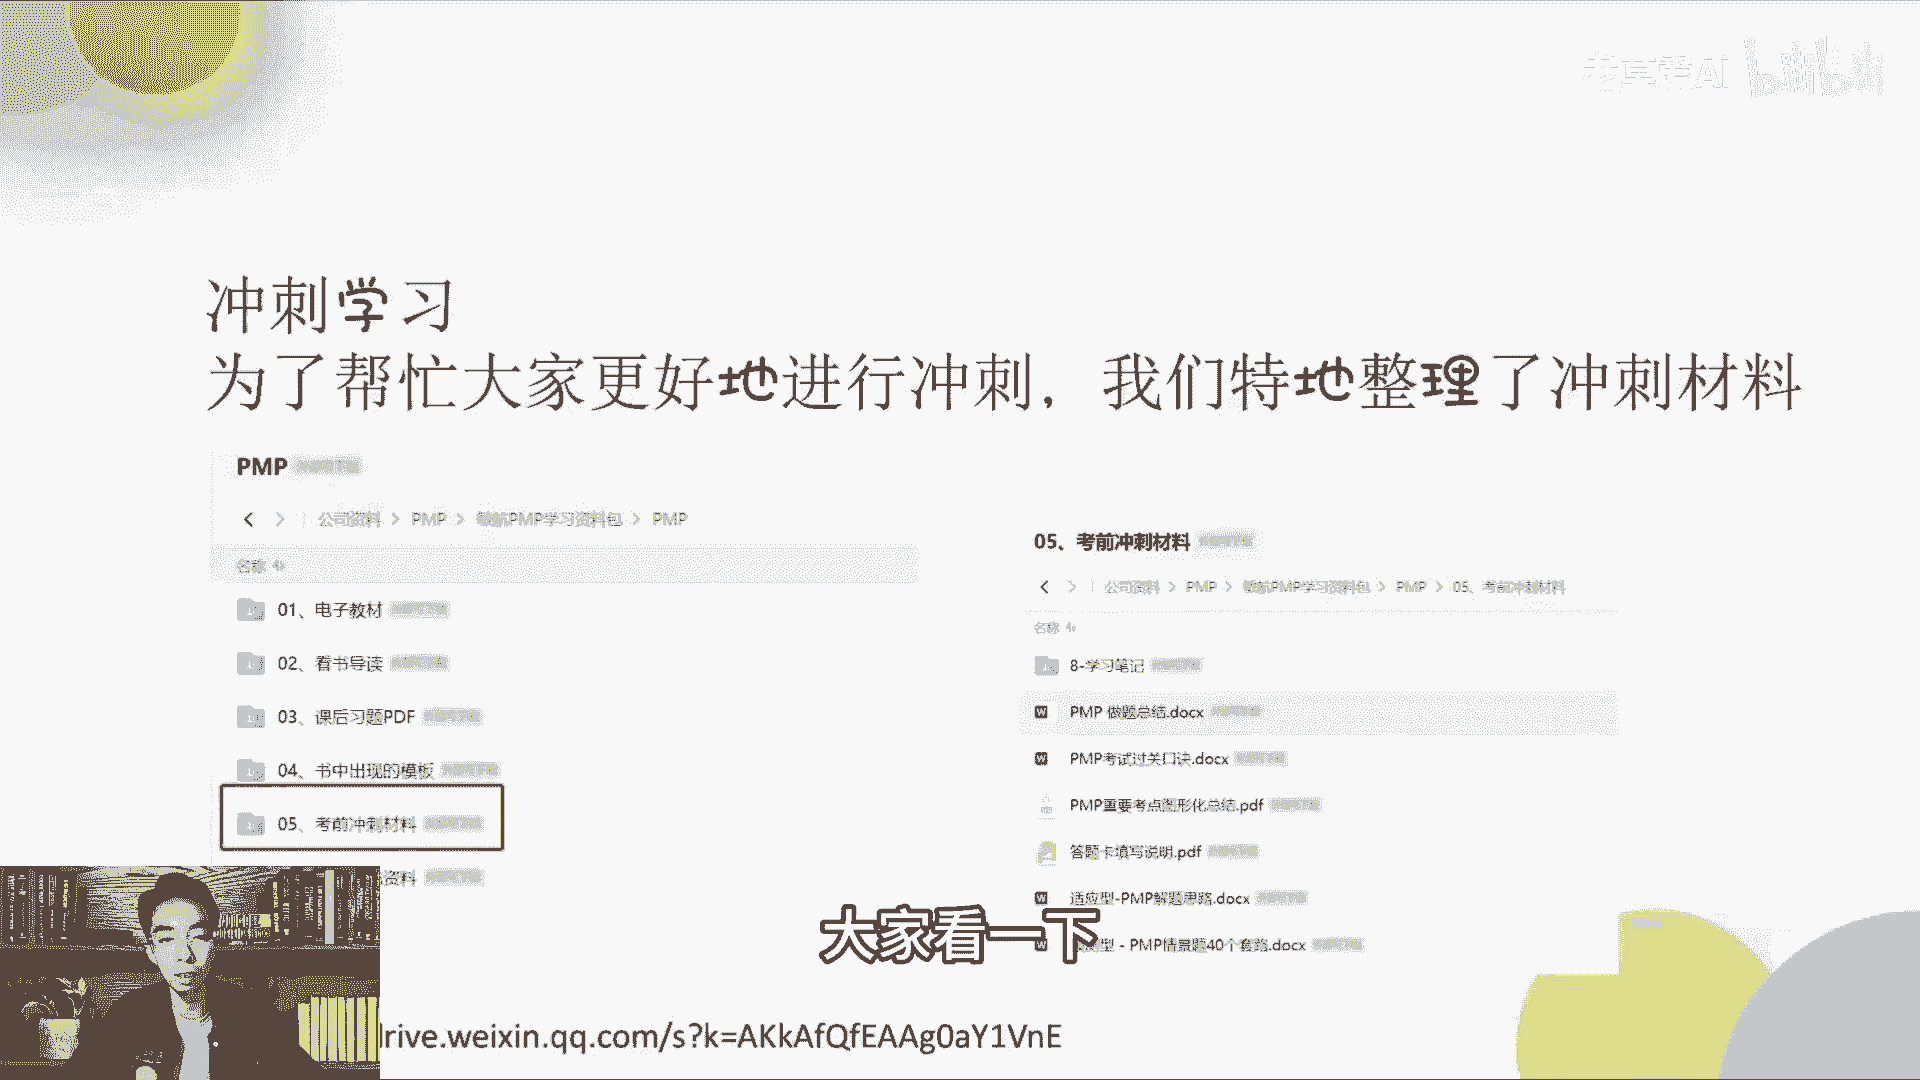 冲刺学习
为了帮忙大家更好地进行冲刺，我们特地整理了冲刺材料
PMP
公司资料 > PMP > 敏航PMP学习资料包 > PMP
名称
01、电子教材
02、看书导读
03、课后习题PDF
04、书中出现的模板
05、考前冲刺材料
资料
05、考前冲刺材料
公司资料 > PMP > 敏航PMP学习资料包 > PMP > 05、考前冲刺材料
名称
8-学习笔记
PMP 做题总结.docx
PMP考试过关口诀.docx
PMP重要考点图形化总结.pdf
答题卡填写说明.pdf
适应型-PMP解题思路.docx
型 - PMP情景题40个套路.docx
大家看一下
rive.weixin.qq.com/s?k=AKkAfQfEAAg0aY1VnE